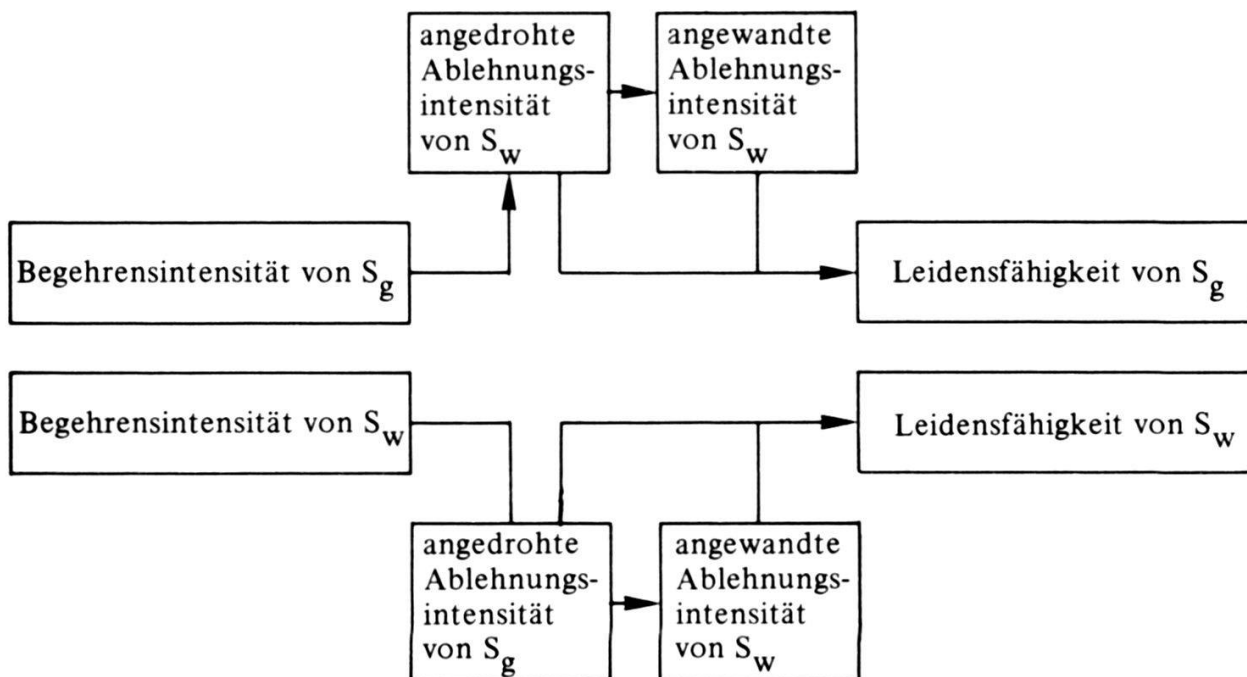 angedrohte
Ablehnungs-
intensität
von S_w
angewandte
Ablehnungs-
intensität
von S_w
Begehrensintensität von S_g
Leidensfähigkeit von S_g
Begehrensintensität von S_w
Leidensfähigkeit von S_w
angedrohte
Ablehnungs-
intensität
von S_g
angewandte
Ablehnungs-
intensität
von S_w